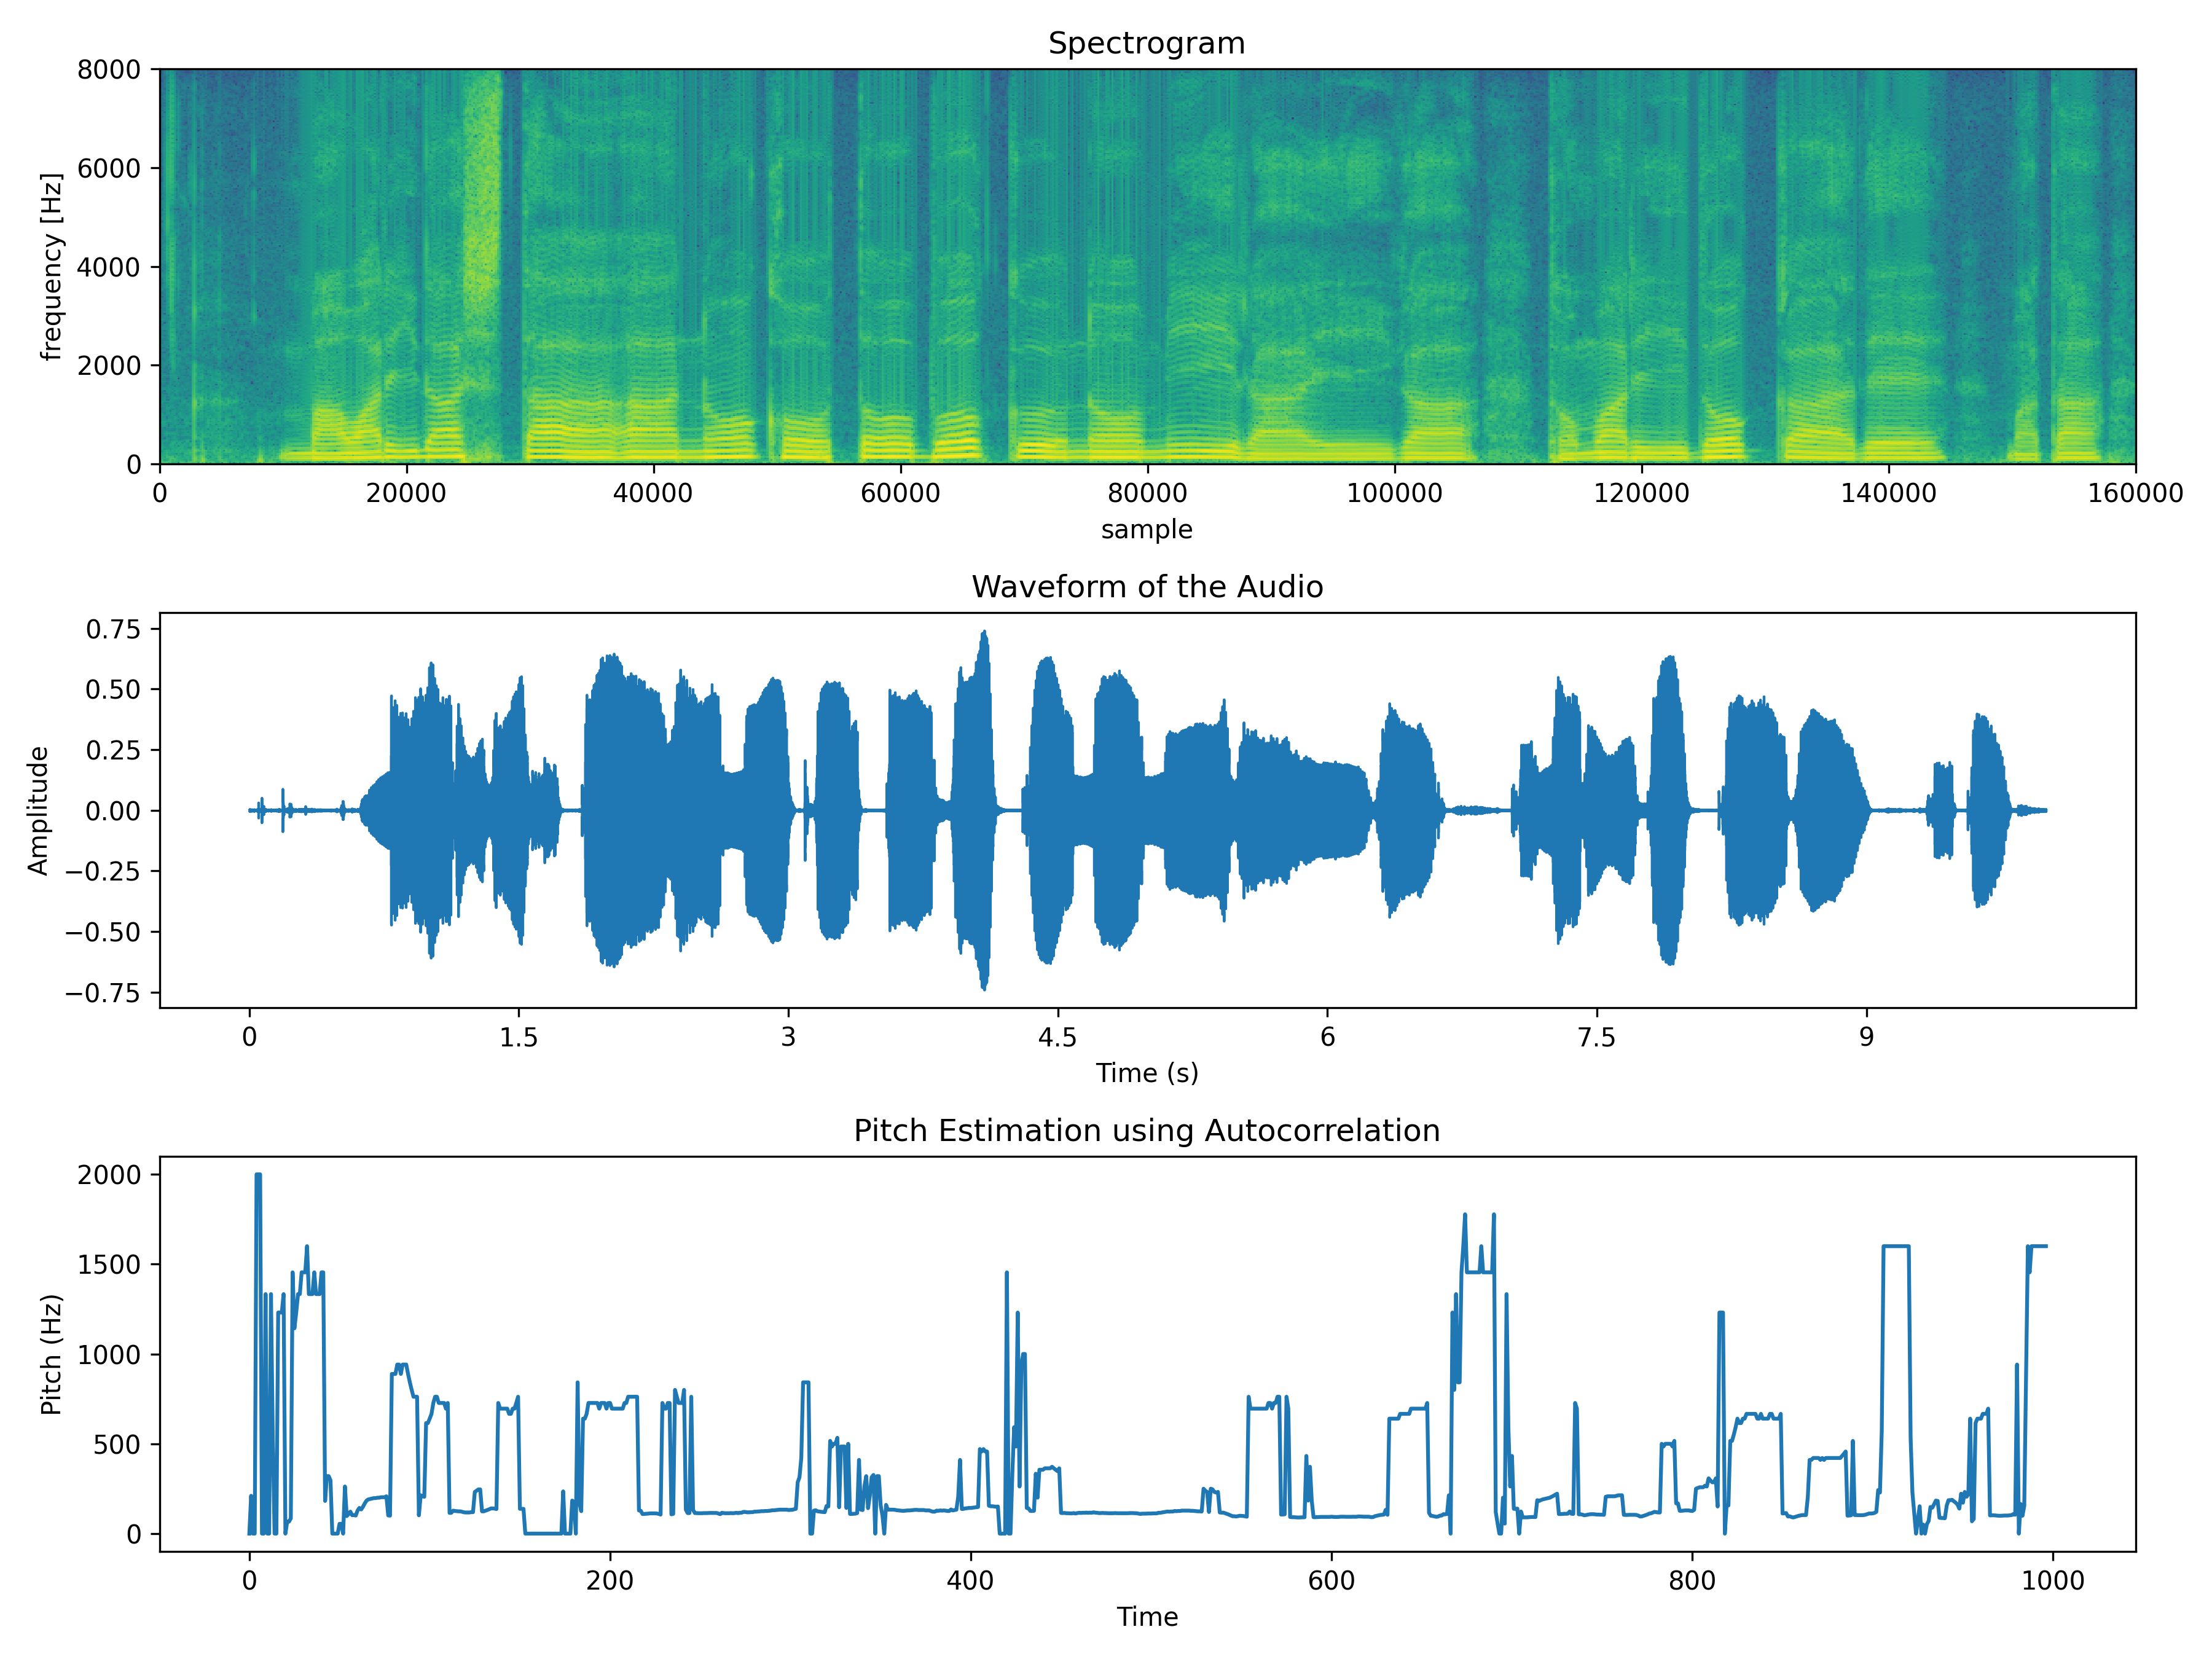 Spectrogram
8000
6000
4000
2000
0
frequency [Hz]
0 20000 40000 60000 80000 100000 120000 140000 160000
sample
Waveform of the Audio
0.75
0.50
0.25
0.00
−0.25
−0.50
−0.75
Amplitude
0 1.5 3 4.5 6 7.5 9
Time (s)
Pitch Estimation using Autocorrelation
2000
1500
1000
500
0
Pitch (Hz)
0 200 400 600 800 1000
Time